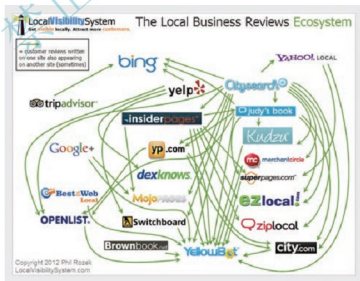 LocalVisibilitySystem
Get visible locally. Attract more customers.
The Local Business Reviews Ecosystem
= customer reviews written
on one site also appearing
on another site (sometimes)
bing
YAHOO! LOCAL
yelp
Citysearch
tripadvisor
insiderpages
judy's book
Kudzu
Google+
yp.com
merchantcircle
dexknows
superpages.com
Best of the Web
Local
MojoPages
ezlocal!
OPENLIST.
Switchboard
ziplocal
Brownbook.net
YellowBot
city.com
Copyright 2012 Phil Rozek
LocalVisibilitySystem.com